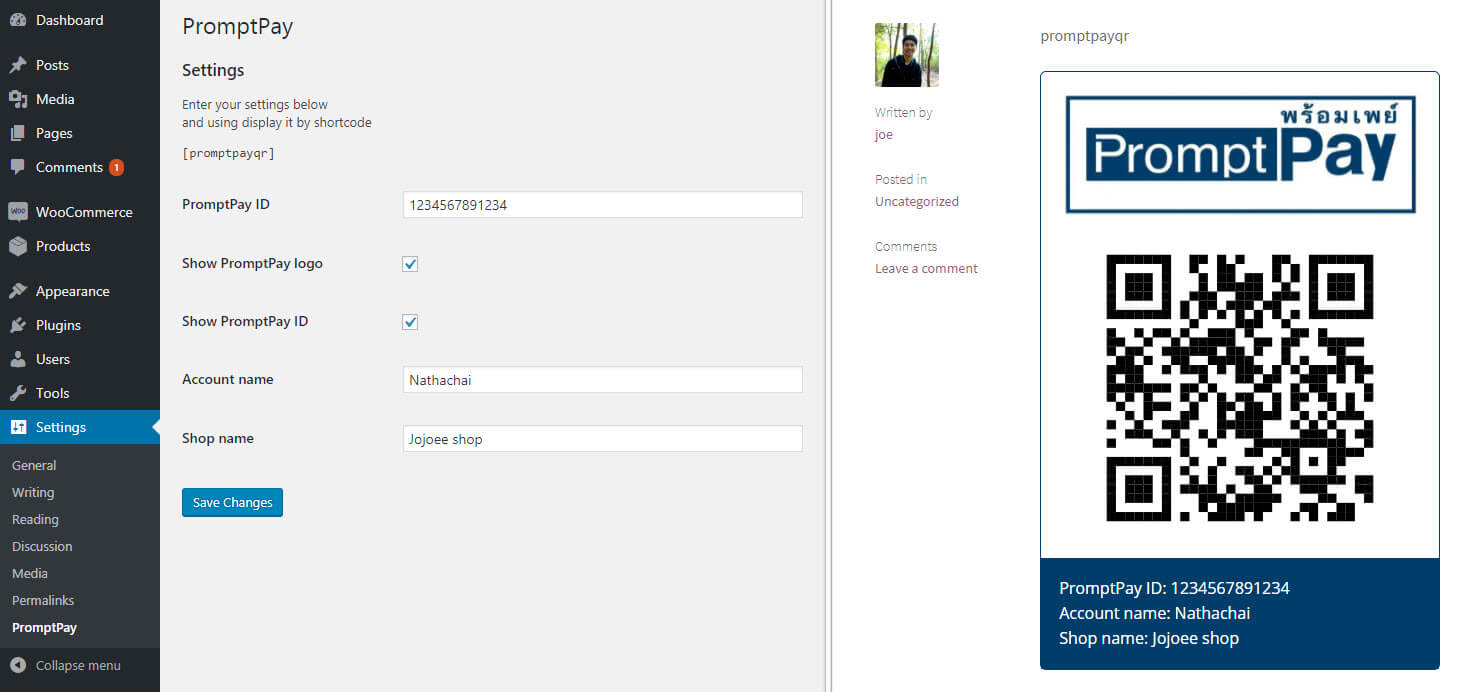 Dashboard
Posts
Media
Pages
Comments 1
WooCommerce
Products
Appearance
Plugins
Users
Tools
Settings
General
Writing
Reading
Discussion
Media
Permalinks
PromptPay
Collapse menu
PromptPay
Settings
Enter your settings below
and using display it by shortcode
[promptpayqr]
PromptPay ID 1234567891234
Show PromptPay logo
Show PromptPay ID
Account name Nathachai
Shop name Jojoee shop
Save Changes
Written by
joe
Posted in
Uncategorized
Comments
Leave a comment
promptpayqr
พร้อมเพย์
Prompt Pay
PromptPay ID: 1234567891234
Account name: Nathachai
Shop name: Jojoee shop